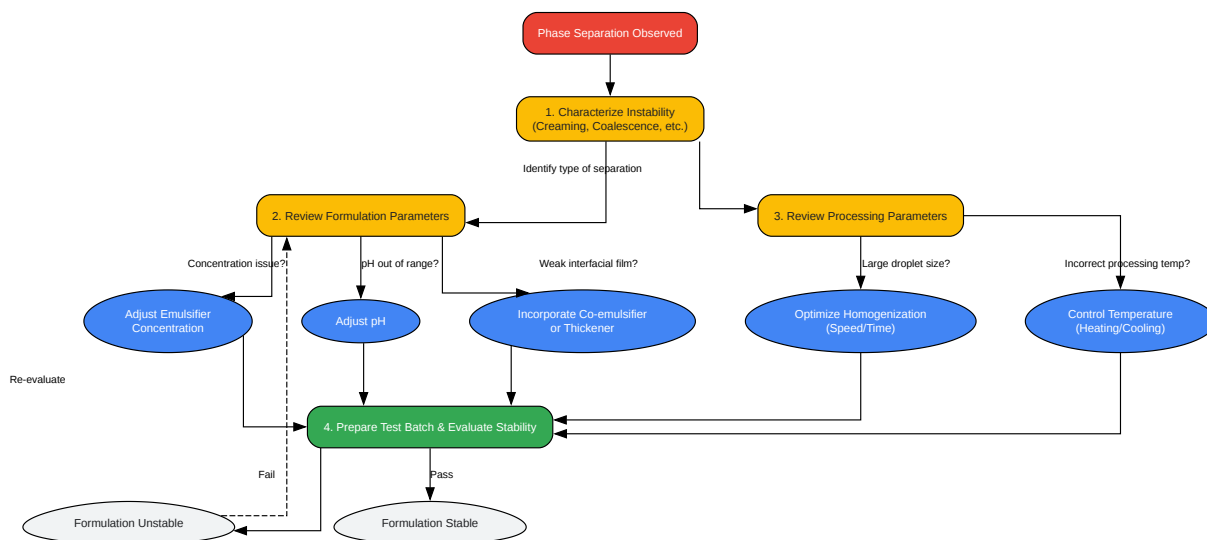 Phase Separation Observed
1. Characterize Instability
(Creaming, Coalescence, etc.)
Identify type of separation
2. Review Formulation Parameters
3. Review Processing Parameters
Concentration issue?
pH out of range?
Weak interfacial film?
Large droplet size?
Incorrect processing temp?
Adjust Emulsifier
Concentration
Adjust pH
Incorporate Co-emulsifier
or Thickener
Optimize Homogenization
(Speed/Time)
Control Temperature
(Heating/Cooling)
Re-evaluate
4. Prepare Test Batch & Evaluate Stability
Fail
Pass
Formulation Unstable
Formulation Stable